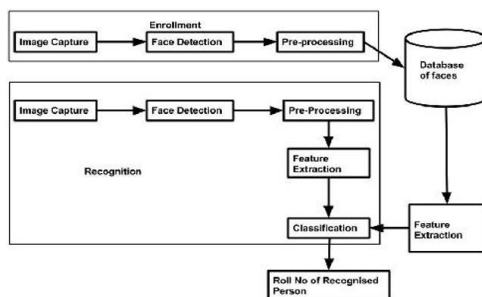 Enrollment
Image Capture
Face Detection
Pre-processing
Database
of faces
Image Capture
Face Detection
Pre-Processing
Feature
Extraction
Recognition
Classification
Feature
Extraction
Roll No of Recognised
Person